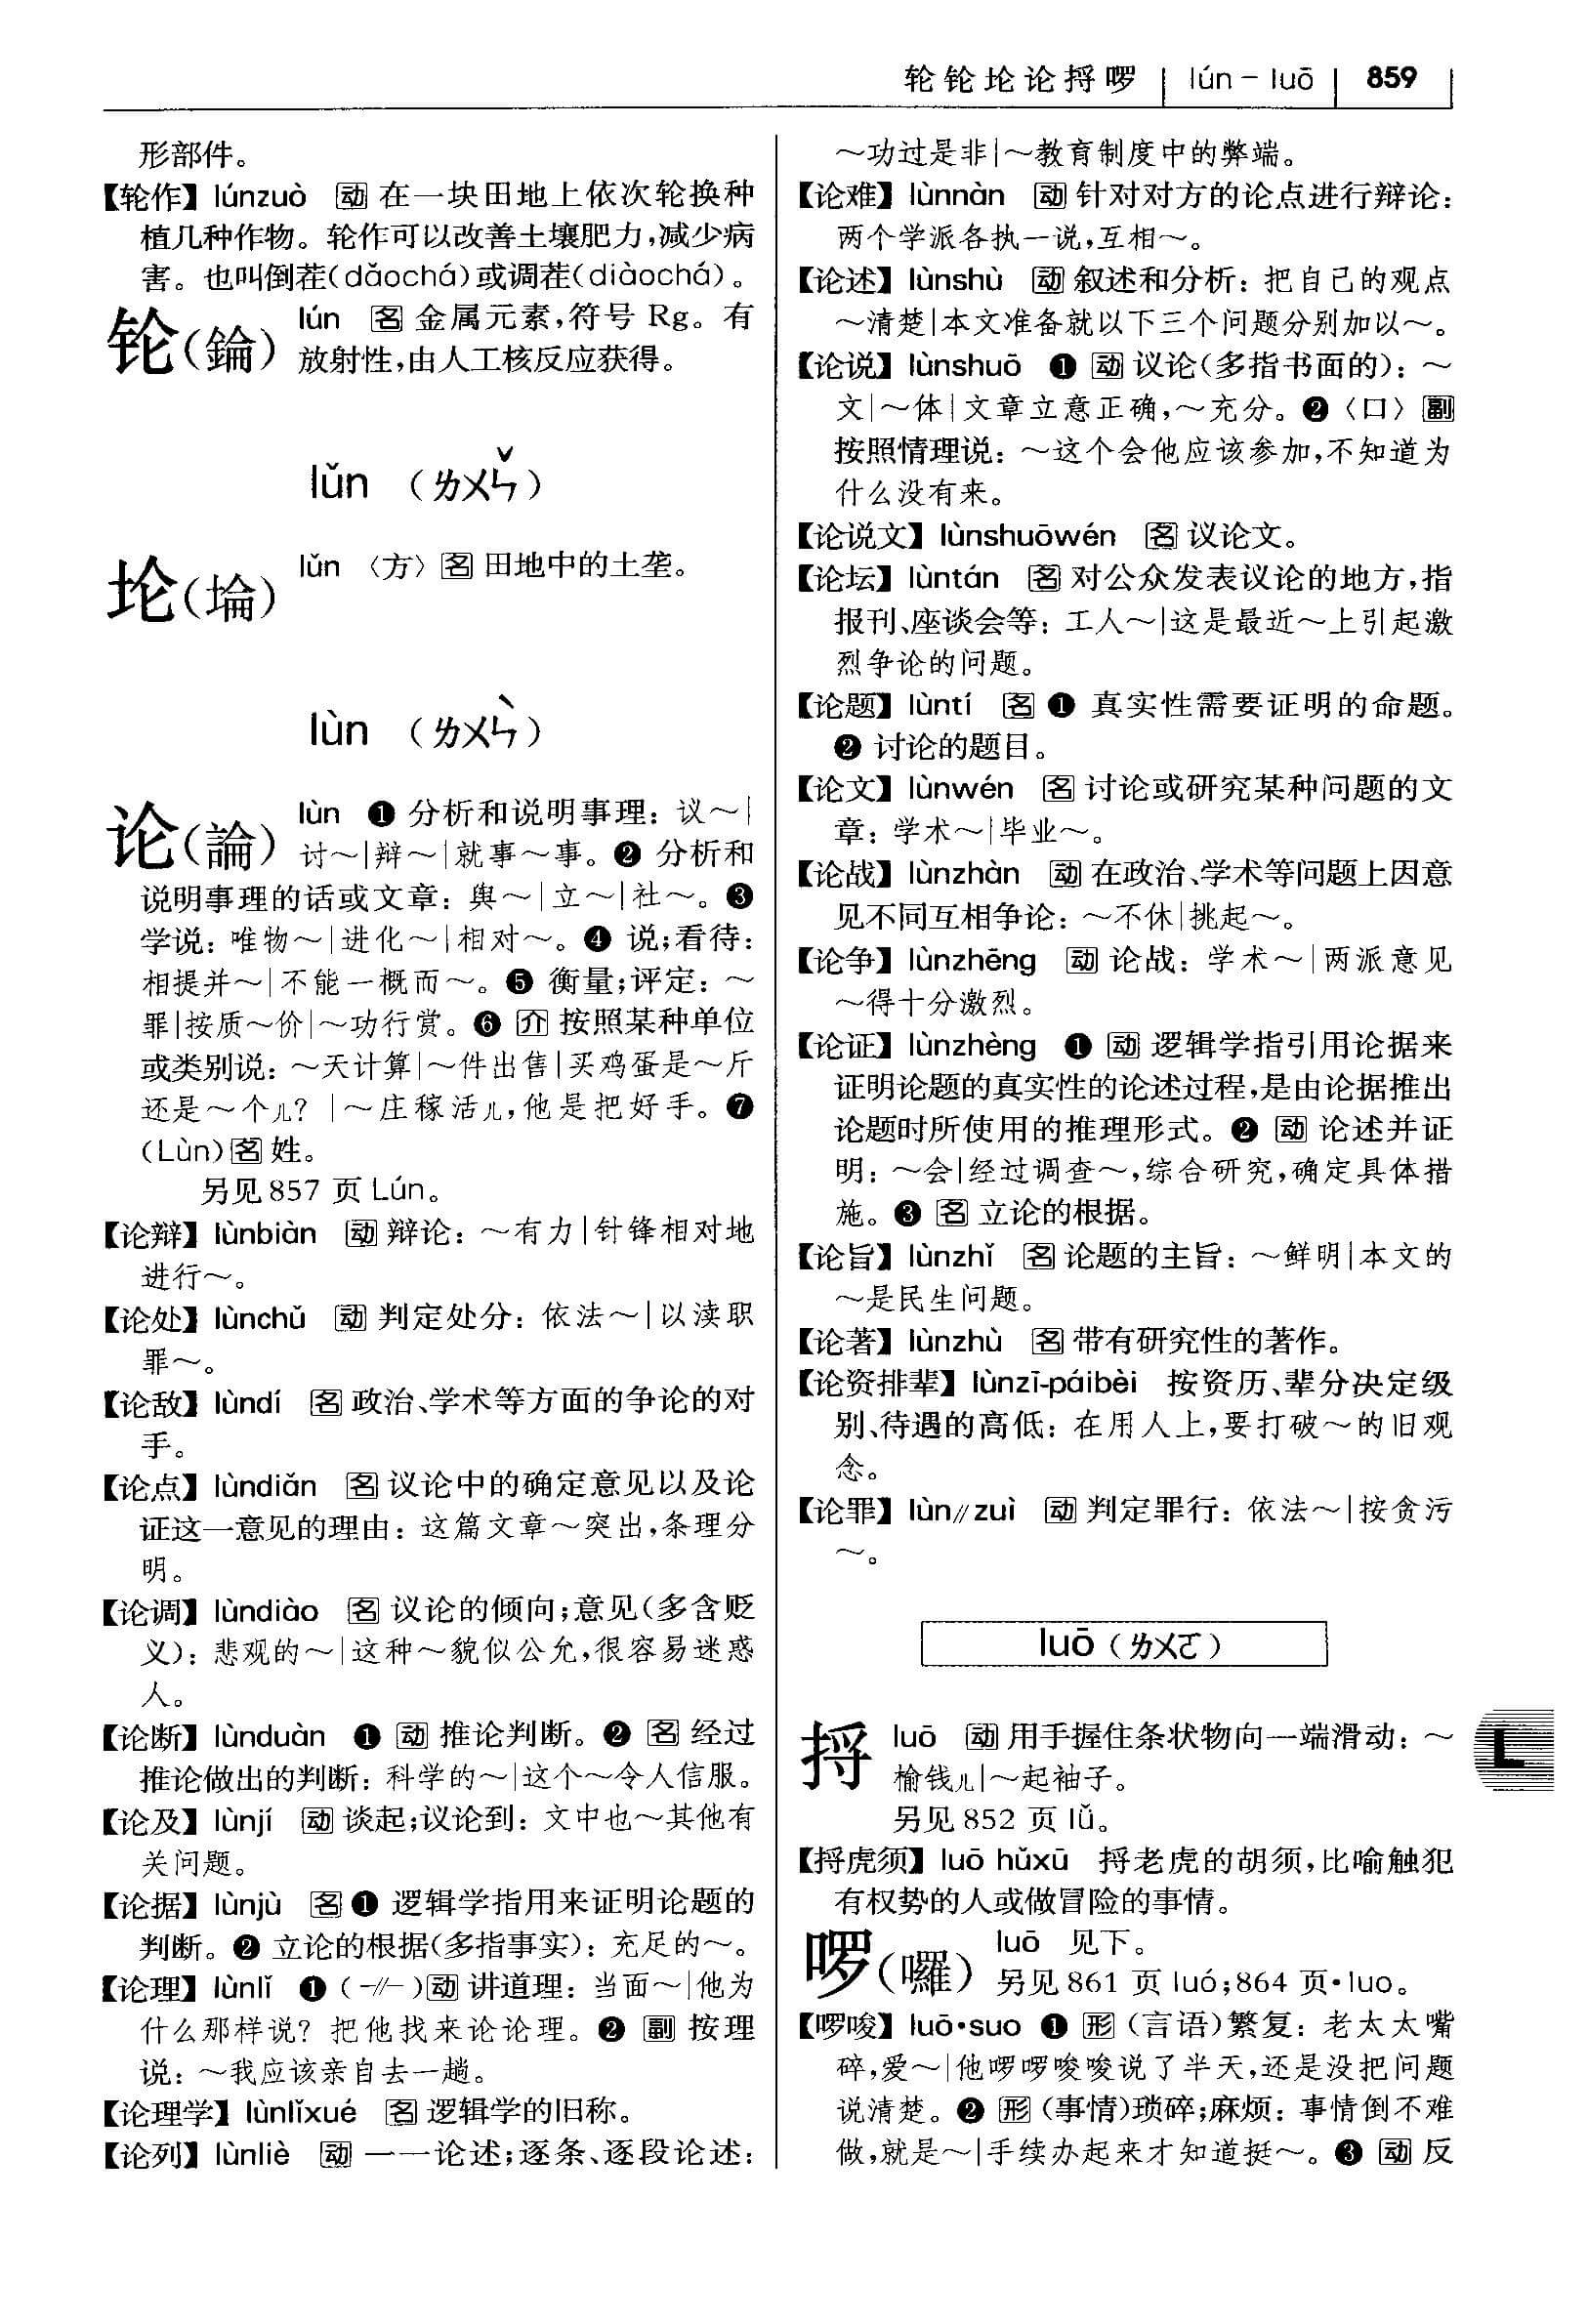 轮𬭶埨论捋啰 | lún – luō | 859
形部件。
【轮作】lúnzuò 动 在一块田地上依次轮换种
植几种作物。轮作可以改善土壤肥力,减少病
害。也叫倒茬(dǎochá)或调茬(diàochá)。
lún 名 金属元素,符号 Rg。有
放射性,由人工核反应获得。
lǔn (ㄌㄨㄣˇ)
lǔn 〈方〉名 田地中的土垄。
lùn (ㄌㄨㄣˋ)
论(論) lùn ❶ 分析和说明事理: 议~|
讨~|辩~|就事~事。❷ 分析和
说明事理的话或文章: 舆~|立~|社~。❸
学说: 唯物~|进化~|相对~。❹ 说;看待:
相提并~|不能一概而~。❺ 衡量;评定: ~
罪|按质~价|~功行赏。❻ 介 按照某种单位
或类别说: ~天计算|~件出售|买鸡蛋是~斤
还是~个儿? |~庄稼活儿,他是把好手。❼
(Lùn)名 姓。
另见857 页 Lún。
【论辩】lùnbiàn 动 辩论: ~有力|针锋相对地
进行~。
【论处】lùnchǔ 动 判定处分: 依法~|以渎职
罪~。
【论敌】lùndí 名 政治、学术等方面的争论的对
手。
【论点】lùndiǎn 名 议论中的确定意见以及论
证这一意见的理由: 这篇文章~突出,条理分
明。
【论调】lùndiào 名 议论的倾向;意见(多含贬
义): 悲观的~|这种~貌似公允,很容易迷惑
人。
【论断】lùnduàn ❶ 动 推论判断。❷ 名 经过
推论做出的判断: 科学的~|这个~令人信服。
【论及】lùnjí 动 谈起;议论到: 文中也~其他有
关问题。
【论据】lùnjù 名 ❶ 逻辑学指用来证明论题的
判断。❷ 立论的根据(多指事实): 充足的~。
【论理】lùnlǐ ❶ (-//-)动 讲道理: 当面~|他为
什么那样说? 把他找来论论理。❷ 副 按理
说: ~我应该亲自去一趟。
【论理学】lùnlǐxué 名 逻辑学的旧称。
【论列】lùnliè 动 一一论述;逐条、逐段论述:
~功过是非|~教育制度中的弊端。
【论难】lùnnàn 动 针对对方的论点进行辩论:
两个学派各执一说,互相~。
【论述】lùnshù 动 叙述和分析: 把自己的观点
~清楚|本文准备就以下三个问题分别加以~。
【论说】lùnshuō ❶ 动 议论(多指书面的): ~
文|~体|文章立意正确,~充分。❷〈口〉副
按照情理说: ~这个会他应该参加,不知道为
什么没有来。
【论说文】lùnshuōwén 名 议论文。
【论坛】lùntán 名 对公众发表议论的地方,指
报刊、座谈会等: 工人~|这是最近~上引起激
烈争论的问题。
【论题】lùntí 名 ❶ 真实性需要证明的命题。
❷ 讨论的题目。
【论文】lùnwén 名 讨论或研究某种问题的文
章: 学术~|毕业~。
【论战】lùnzhàn 动 在政治、学术等问题上因意
见不同互相争论: ~不休|挑起~。
【论争】lùnzhēng 动 论战: 学术~|两派意见
~得十分激烈。
【论证】lùnzhèng ❶ 动 逻辑学指引用论据来
证明论题的真实性的论述过程,是由论据推出
论题时所使用的推理形式。❷ 动 论述并证
明: ~会|经过调查~,综合研究,确定具体措
施。❸ 名 立论的根据。
【论旨】lùnzhǐ 名 论题的主旨: ~鲜明|本文的
~是民生问题。
【论著】lùnzhù 名 带有研究性的著作。
【论资排辈】lùnzī-páibèi 按资历、辈分决定级
别、待遇的高低: 在用人上,要打破~的旧观
念。
【论罪】lùn//zuì 动 判定罪行: 依法~|按贪污
~。
luō (ㄌㄨㄛ)
捋 luō 动 用手握住条状物向一端滑动: ~
榆钱儿|~起袖子。
另见 852 页 lǚ。
【捋虎须】luō hǔxū 捋老虎的胡须,比喻触犯
有权势的人或做冒险的事情。
啰(囉) luō 见下。
另见 861 页 luó;864 页·luo。
【啰唆】luō·suo ❶ 形 (言语)繁复: 老太太嘴
碎,爱~|他啰啰唆唆说了半天,还是没把问题
说清楚。❷ 形 (事情)琐碎;麻烦: 事情倒不难
做,就是~|手续办起来才知道挺~。❸ 动 反
L